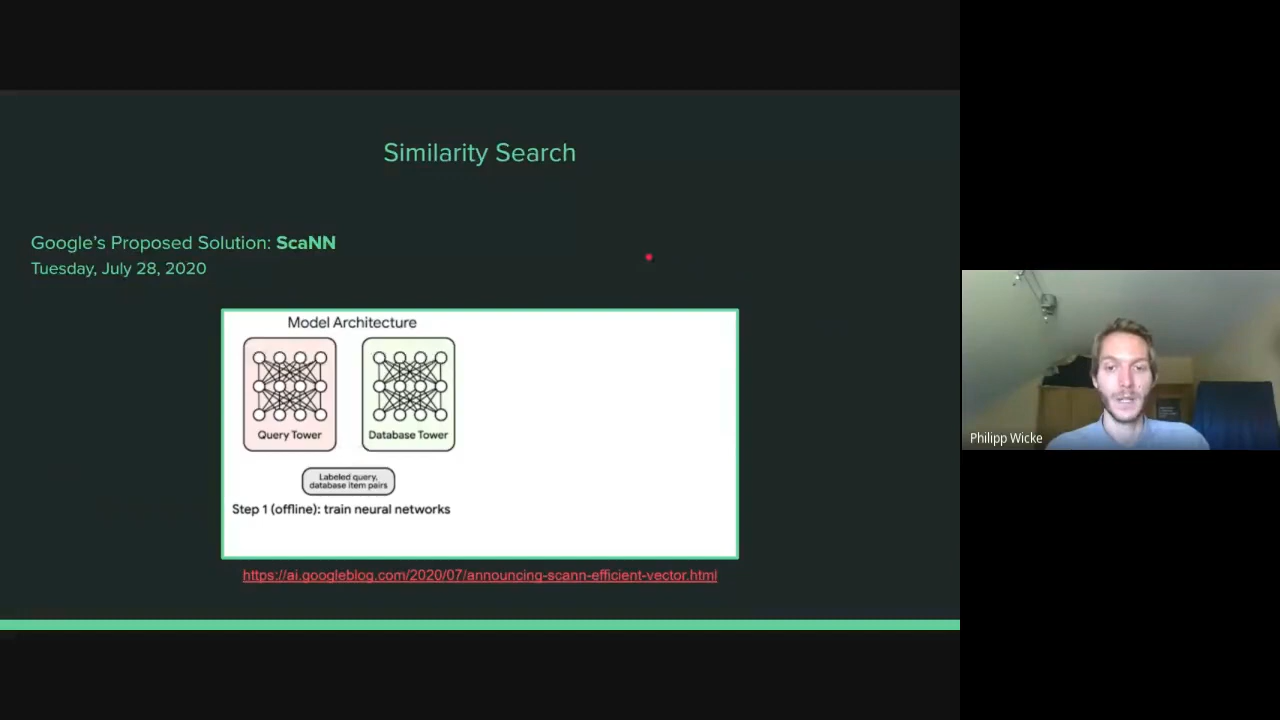 Similarity Search
Google’s Proposed Solution: ScaNN
Tuesday, July 28, 2020
Model Architecture
Query Tower
Database Tower
Labeled query,
database item pairs
Step 1 (offline): train neural networks
https://ai.googleblog.com/2020/07/announcing-scann-efficient-vector.html
Philipp Wicke